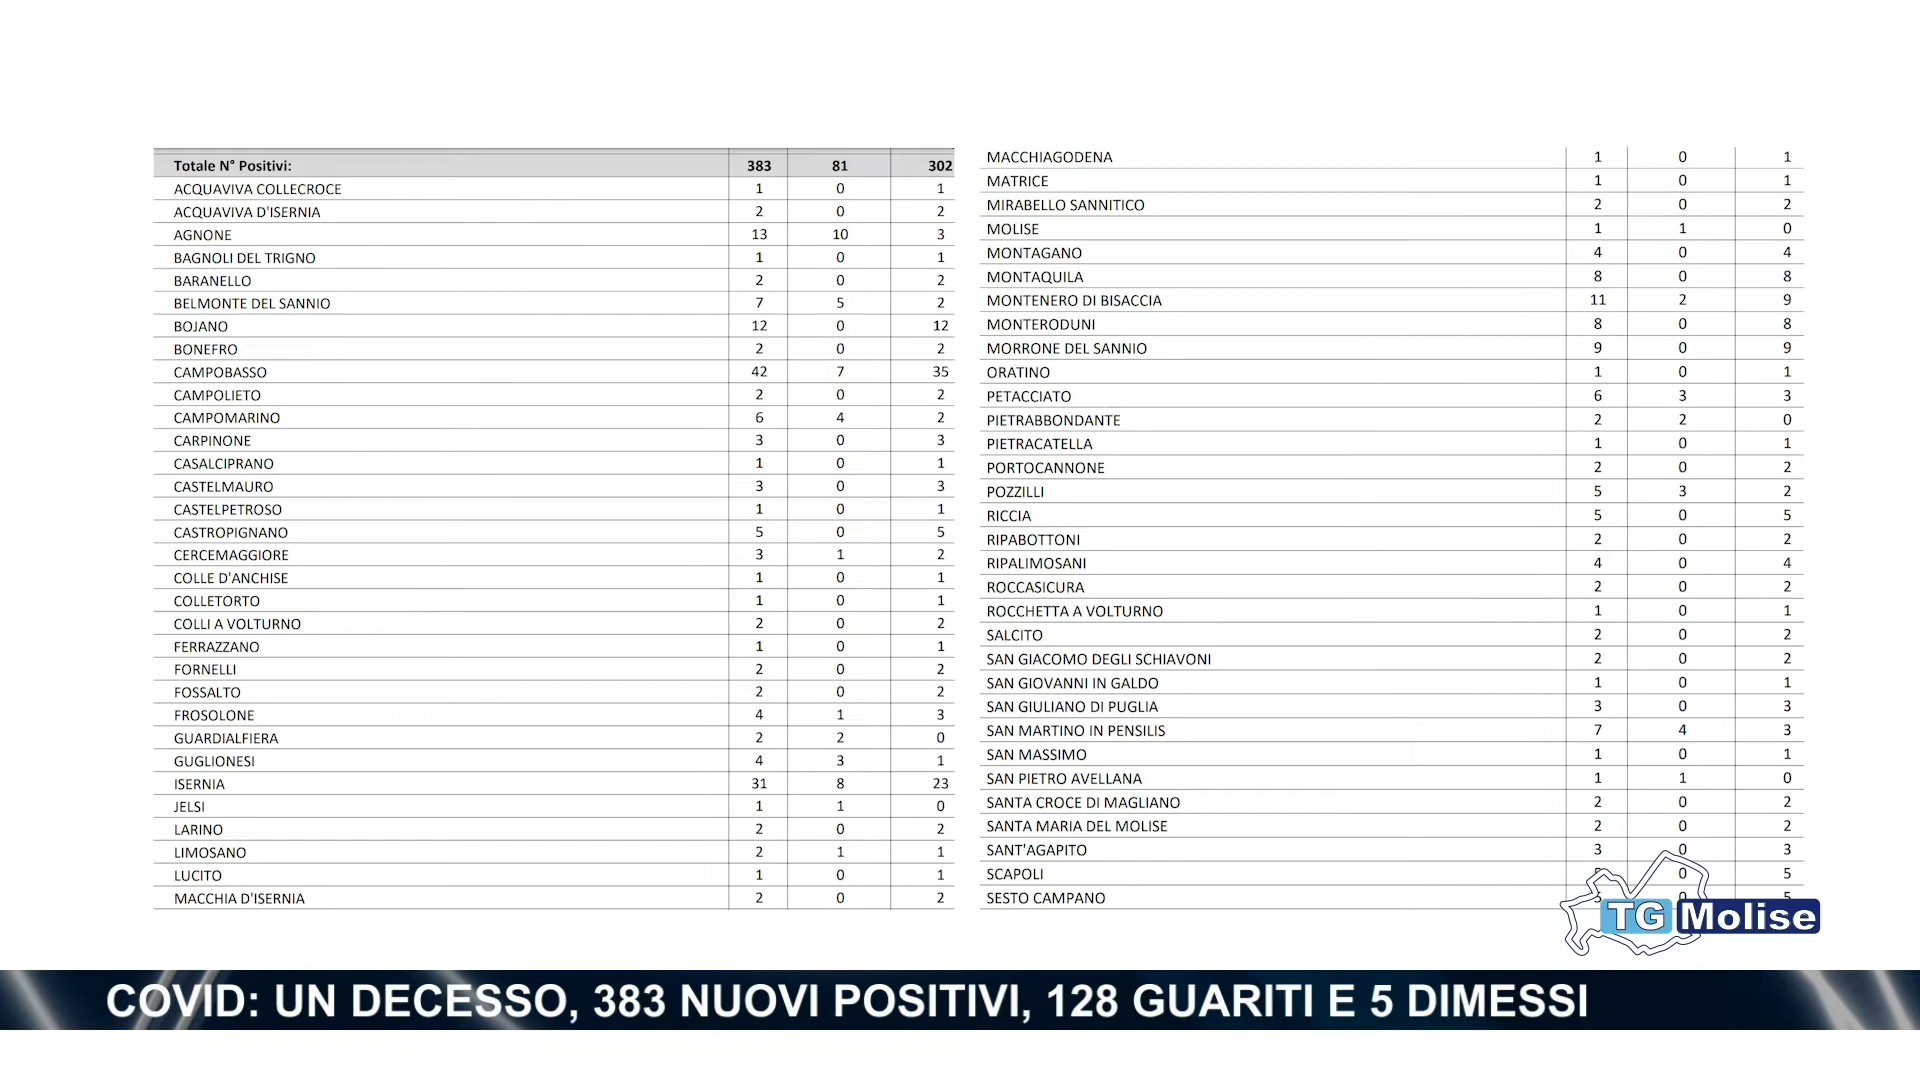 Totale N° Positivi: 383 81 302
ACQUAVIVA COLLECROCE 1 0 1
ACQUAVIVA D'ISERNIA 2 0 2
AGNONE 13 10 3
BAGNOLI DEL TRIGNO 1 0 1
BARANELLO 2 0 2
BELMONTE DEL SANNIO 7 5 2
BOJANO 12 0 12
BONEFRO 2 0 2
CAMPOBASSO 42 7 35
CAMPOLIETO 2 0 2
CAMPOMARINO 6 4 2
CARPINONE 3 0 3
CASALCIPRANO 1 0 1
CASTELMAURO 3 0 3
CASTELPETROSO 1 0 1
CASTROPIGNANO 5 0 5
CERCEMAGGIORE 3 1 2
COLLE D'ANCHISE 1 0 1
COLLETORTO 1 0 1
COLLI A VOLTURNO 2 0 2
FERRAZZANO 1 0 1
FORNELLI 2 0 2
FOSSALTO 2 0 2
FROSOLONE 4 1 3
GUARDIALFIERA 2 2 0
GUGLIONESI 4 3 1
ISERNIA 31 8 23
JELSI 1 1 0
LARINO 2 0 2
LIMOSANO 2 1 1
LUCITO 1 0 1
MACCHIA D'ISERNIA 2 0 2
MACCHIAGODENA 1 0 1
MATRICE 1 0 1
MIRABELLO SANNITICO 2 0 2
MOLISE 1 1 0
MONTAGANO 4 0 4
MONTAQUILA 8 0 8
MONTENERO DI BISACCIA 11 2 9
MONTERODUNI 8 0 8
MORRONE DEL SANNIO 9 0 9
ORATINO 1 0 1
PETACCIATO 6 3 3
PIETRABBONDANTE 2 2 0
PIETRACATELLA 1 0 1
PORTOCANNONE 2 0 2
POZZILLI 5 3 2
RICCIA 5 0 5
RIPABOTTONI 2 0 2
RIPALIMOSANI 4 0 4
ROCCASICURA 2 0 2
ROCCHETTA A VOLTURNO 1 0 1
SALCITO 2 0 2
SAN GIACOMO DEGLI SCHIAVONI 2 0 2
SAN GIOVANNI IN GALDO 1 0 1
SAN GIULIANO DI PUGLIA 3 0 3
SAN MARTINO IN PENSILIS 7 4 3
SAN MASSIMO 1 0 1
SAN PIETRO AVELLANA 1 1 0
SANTA CROCE DI MAGLIANO 2 0 2
SANTA MARIA DEL MOLISE 2 0 2
SANT'AGAPITO 3 0 3
SCAPOLI 0 5
SESTO CAMPANO
TG Molise
COVID: UN DECESSO, 383 NUOVI POSITIVI, 128 GUARITI E 5 DIMESSI